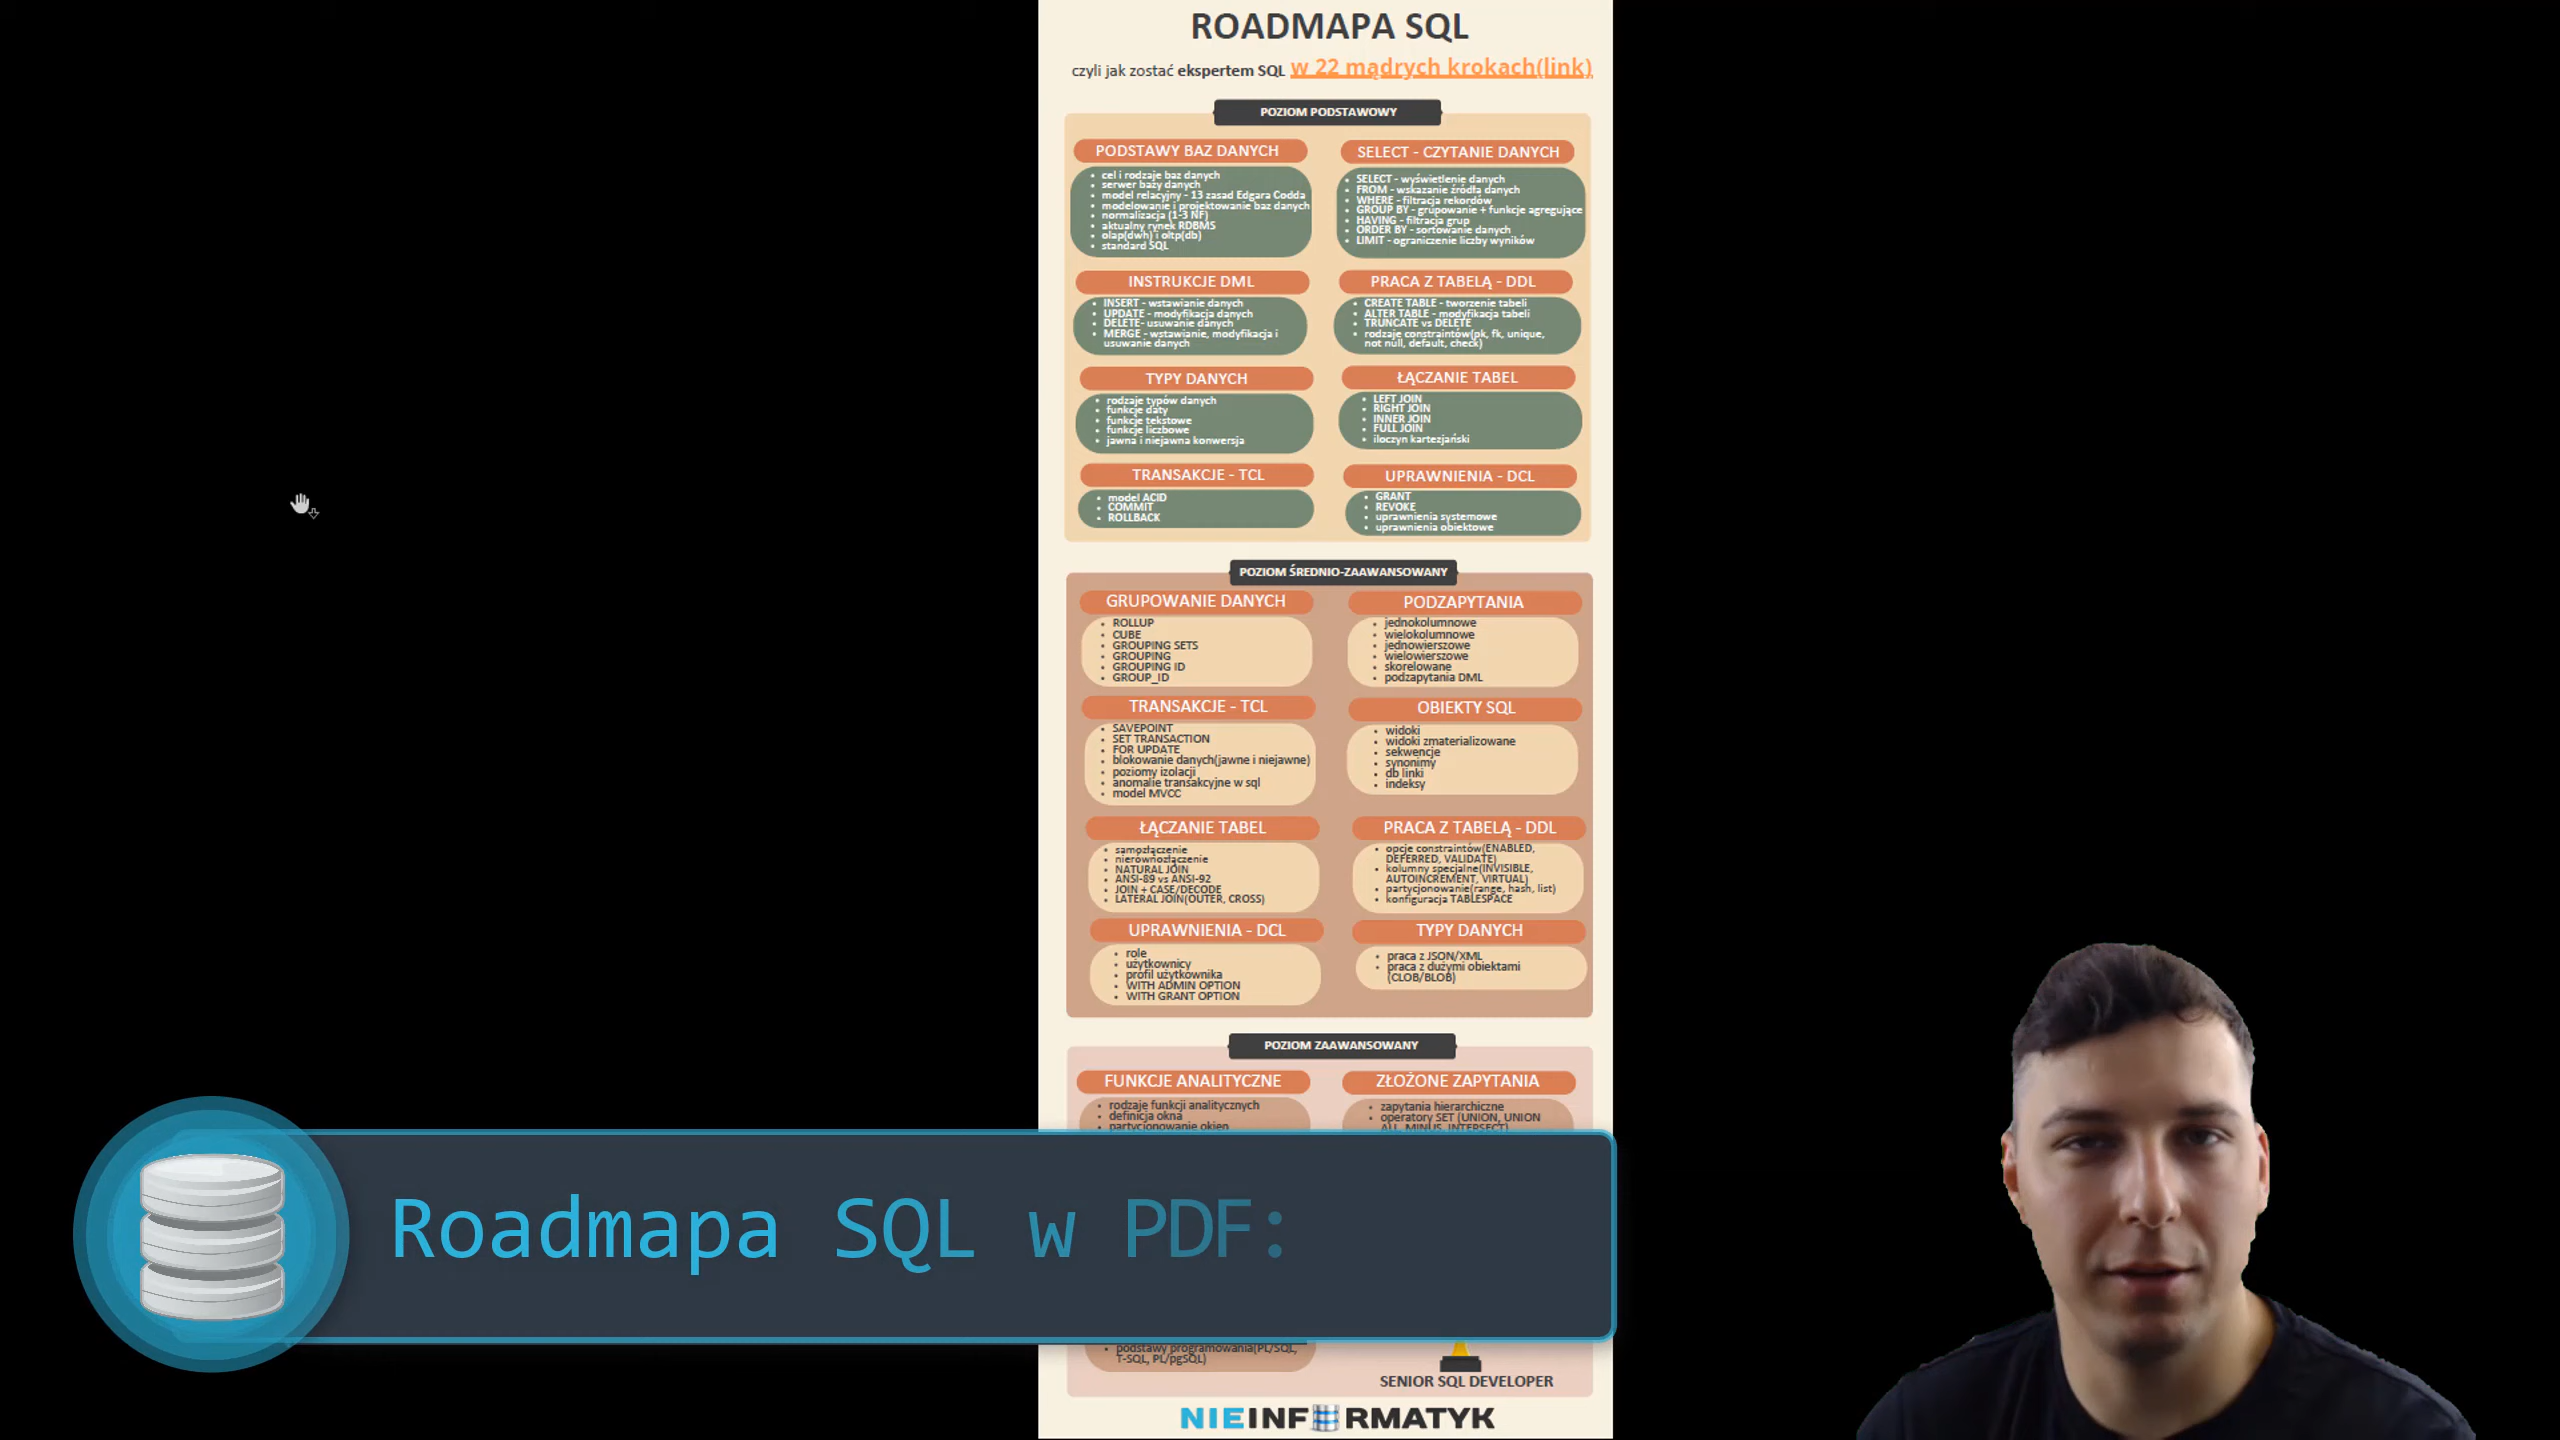 ROADMAPA SQL
czyli jak zostać ekspertem SQL w 22 mądrych krokach(link)
POZIOM PODSTAWOWY
PODSTAWY BAZ DANYCH
cel i rodzaje baz danych
serwer bazy danych
model relacyjny - 13 zasad Edgara Codda
modelowanie i projektowanie baz danych
normalizacja (1-3 NF)
aktualny rynek RDBMS
olap(dwh) i oltp(db)
standard SQL
SELECT - CZYTANIE DANYCH
SELECT - wyświetlenie danych
FROM - wskazanie źródła danych
WHERE - filtracja rekordów
GROUP BY - grupowanie + funkcje agregujące
HAVING - filtracja grup
ORDER BY - sortowanie danych
LIMIT - ograniczenie liczby wyników
INSTRUKCJE DML
INSERT - wstawianie danych
UPDATE - modyfikacja danych
DELETE- usuwanie danych
MERGE - wstawianie, modyfikacja i
usuwanie danych
PRACA Z TABELĄ - DDL
CREATE TABLE - tworzenie tabeli
ALTER TABLE - modyfikacja tabeli
TRUNCATE vs DELETE
rodzaje constraintów(pk, fk, unique,
not null, default, check)
TYPY DANYCH
rodzaje typów danych
funkcje daty
funkcje tekstowe
funkcje liczbowe
jawna i niejawna konwersja
ŁĄCZANIE TABEL
LEFT JOIN
RIGHT JOIN
INNER JOIN
FULL JOIN
iloczyn kartezjański
TRANSAKCJE - TCL
model ACID
COMMIT
ROLLBACK
UPRAWNIENIA - DCL
GRANT
REVOKE
uprawnienia systemowe
uprawnienia obiektowe
POZIOM ŚREDNIO-ZAAWANSOWANY
GRUPOWANIE DANYCH
ROLLUP
CUBE
GROUPING SETS
GROUPING
GROUPING ID
GROUP_ID
PODZAPYTANIA
jednokolumnowe
wielokolumnowe
jednowierszowe
wielowierszowe
skorelowane
podzapytania DML
TRANSAKCJE - TCL
SAVEPOINT
SET TRANSACTION
FOR UPDATE
blokowanie danych(jawne i niejawne)
poziomy izolacji
anomalie transakcyjne w sql
model MVCC
OBIEKTY SQL
widoki
widoki zmaterializowane
sekwencje
synonimy
db linki
indeksy
ŁĄCZANIE TABEL
samozłączenie
nierównozłączenie
NATURAL JOIN
ANSI-89 vs ANSI-92
JOIN + CASE/DECODE
LATERAL JOIN(OUTER, CROSS)
PRACA Z TABELĄ - DDL
opcje constraintów(ENABLED,
DEFERRED, VALIDATE)
kolumny specjalne(INVISIBLE,
AUTOINCREMENT, VIRTUAL)
partycjonowanie(range, hash, list)
konfiguracja TABLESPACE
UPRAWNIENIA - DCL
role
użytkownicy
profil użytkownika
WITH ADMIN OPTION
WITH GRANT OPTION
TYPY DANYCH
praca z JSON/XML
praca z dużymi obiektami
(CLOB/BLOB)
POZIOM ZAAWANSOWANY
FUNKCJE ANALITYCZNE
rodzaje funkcji analitycznych
definicja okna
partycjonowanie okien
ZŁOŻONE ZAPYTANIA
zapytania hierarchiczne
operatory SET (UNION, UNION
ALL, MINUS, INTERSECT)
Roadmapa SQL w PDF:
podstawy programowania(PL/SQL,
T-SQL, PL/pgSQL)
SENIOR SQL DEVELOPER
NIEINFORMATYK